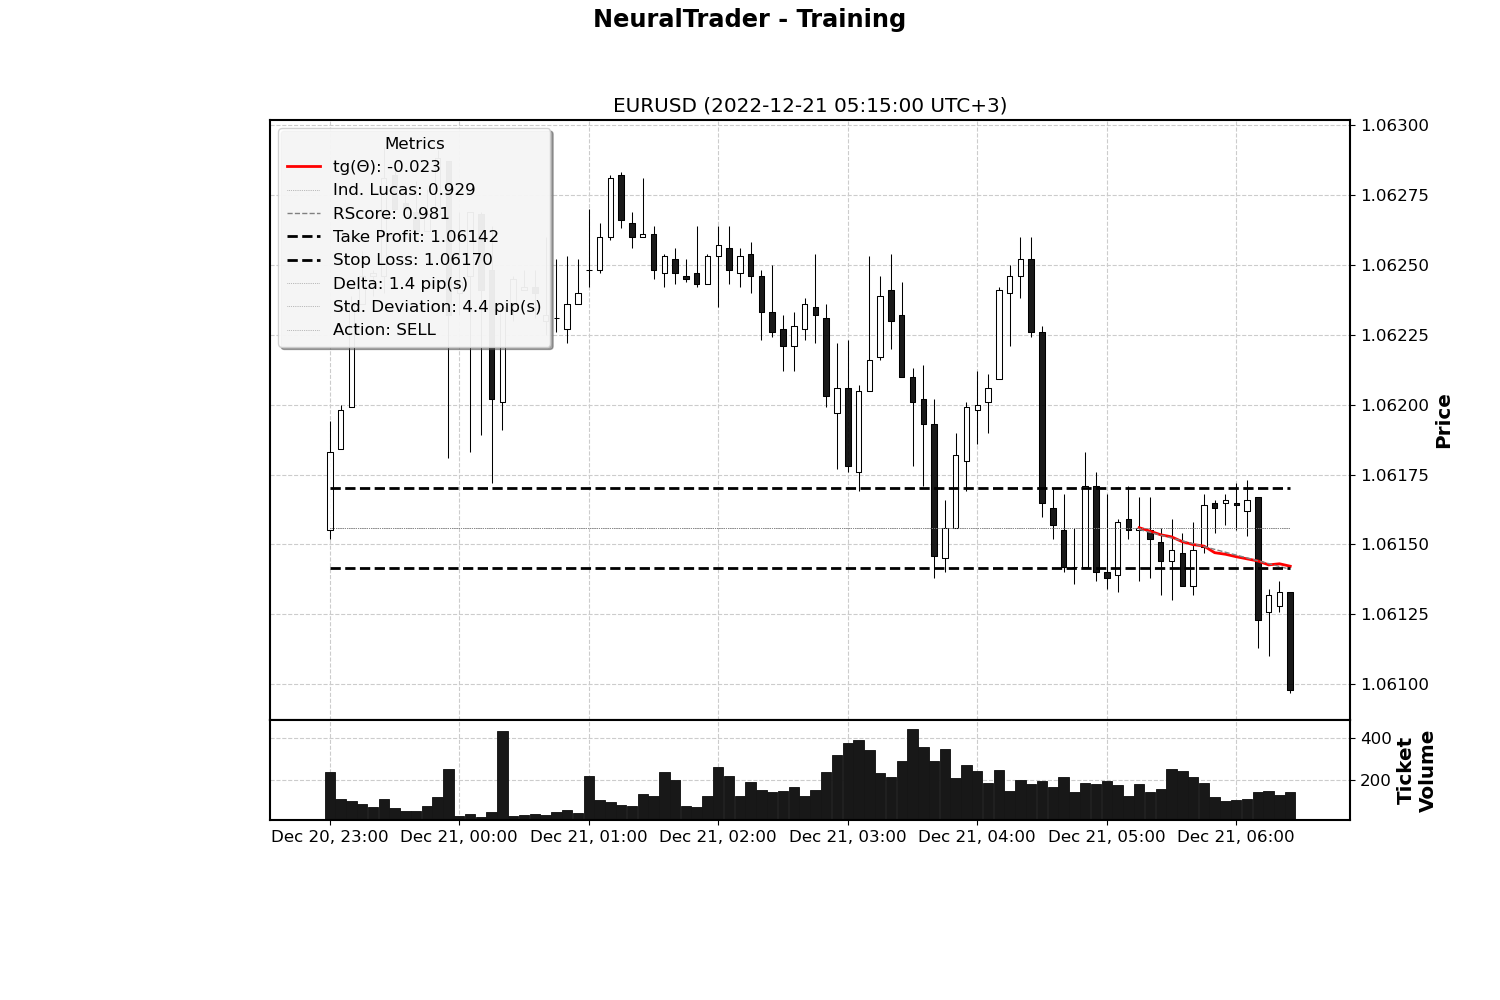 NeuralTrader - Training
EURUSD (2022-12-21 05:15:00 UTC+3)
Metrics
tg(Θ): -0.023
Ind. Lucas: 0.929
RScore: 0.981
Take Profit: 1.06142
Stop Loss: 1.06170
Delta: 1.4 pip(s)
Std. Deviation: 4.4 pip(s)
Action: SELL
1.06300
1.06275
1.06250
1.06225
1.06200
1.06175
1.06150
1.06125
1.06100
Price
400
200
Ticket
Volume
Dec 20, 23:00
Dec 21, 00:00
Dec 21, 01:00
Dec 21, 02:00
Dec 21, 03:00
Dec 21, 04:00
Dec 21, 05:00
Dec 21, 06:00